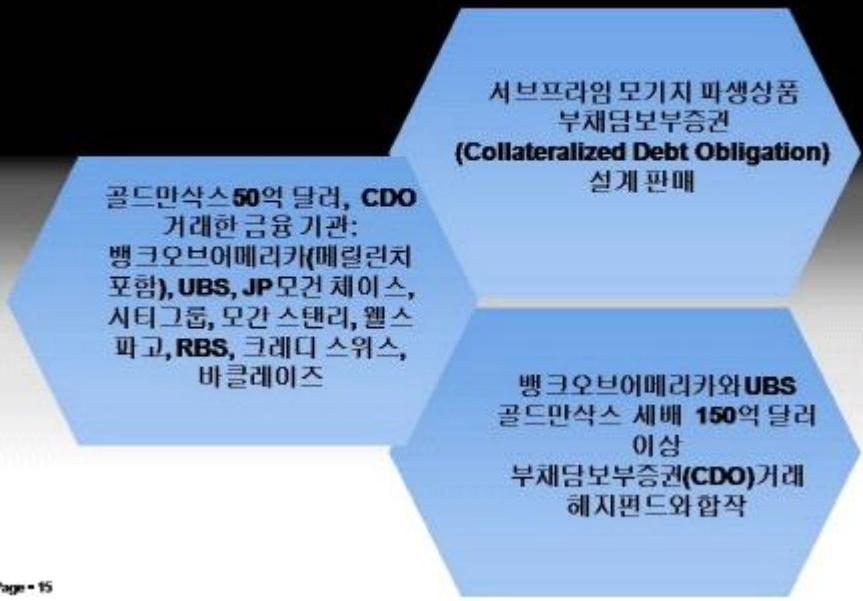 서브프라임 모기지 파생상품
부채담보부증권
(Collateralized Debt Obligation)
설계 판매
골드만삭스 50억 달러, CDO
거래한 금융 기관:
뱅크오브어메리카(메릴린치
포함), UBS, JP 모건 체이스,
시티그룹, 모간 스탠리, 웰스
파고, RBS, 크레디 스위스,
바클레이즈
뱅크오브어메리카와 UBS
골드만삭스 세배 150억 달러
이상
부채담보부증권(CDO)거래
헤지펀드와 합작
Page ▪ 15